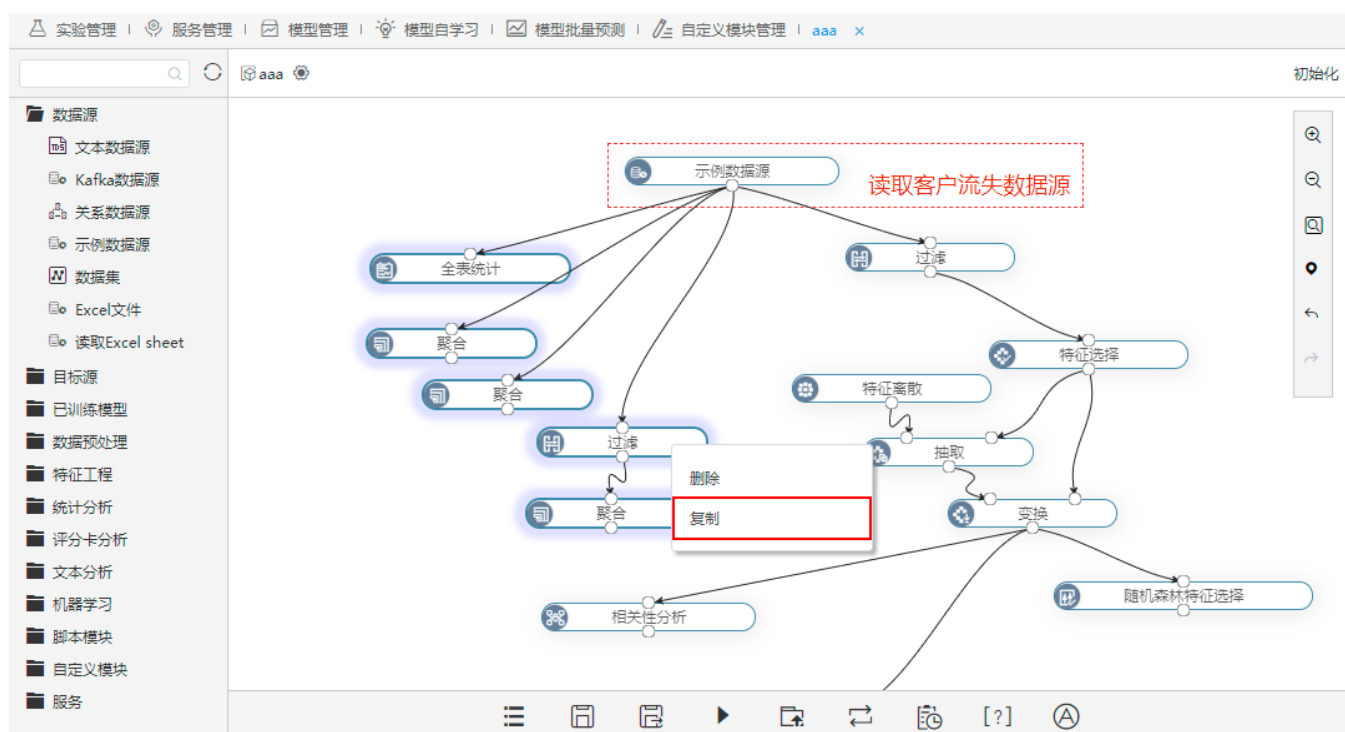 实验管理 服务管理 模型管理 模型自学习 模型批量预测 自定义模块管理 aaa ×
aaa 初始化
数据源
文本数据源
Kafka数据源
关系数据源
示例数据源
数据集
Excel文件
读取Excel sheet
目标源
已训练模型
数据预处理
特征工程
统计分析
评分卡分析
文本分析
机器学习
脚本模块
自定义模块
服务
示例数据源
读取客户流失数据源
全表统计
过滤
聚合
特征选择
聚合
特征离散
过滤
抽取
删除
复制
聚合
变换
相关性分析
随机森林特征选择
[?]